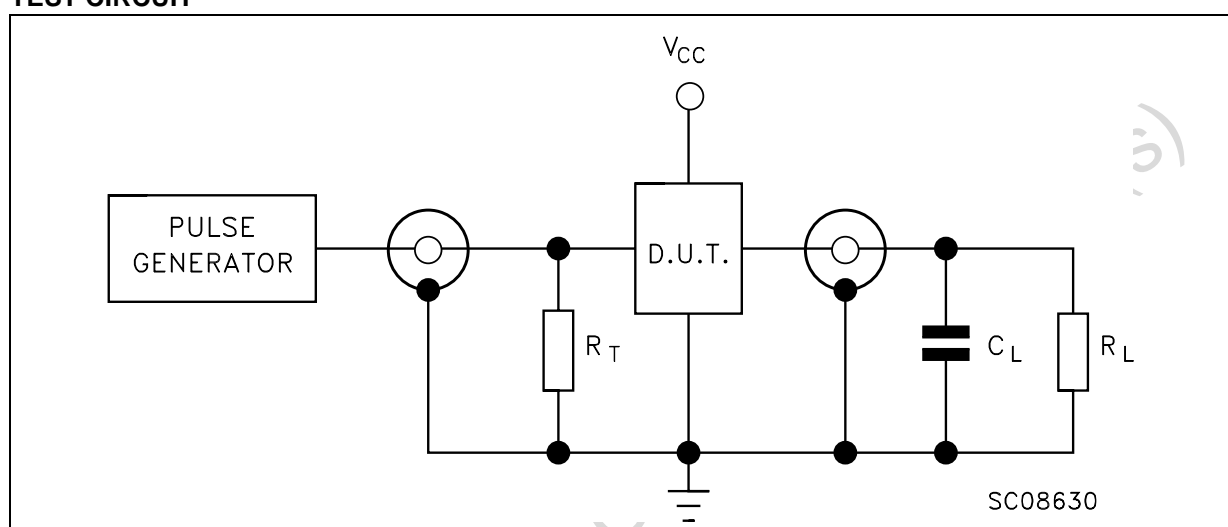 TEST CIRCUIT
VCC
PULSE
GENERATOR
D.U.T.
RT
CL
RL
SC08630